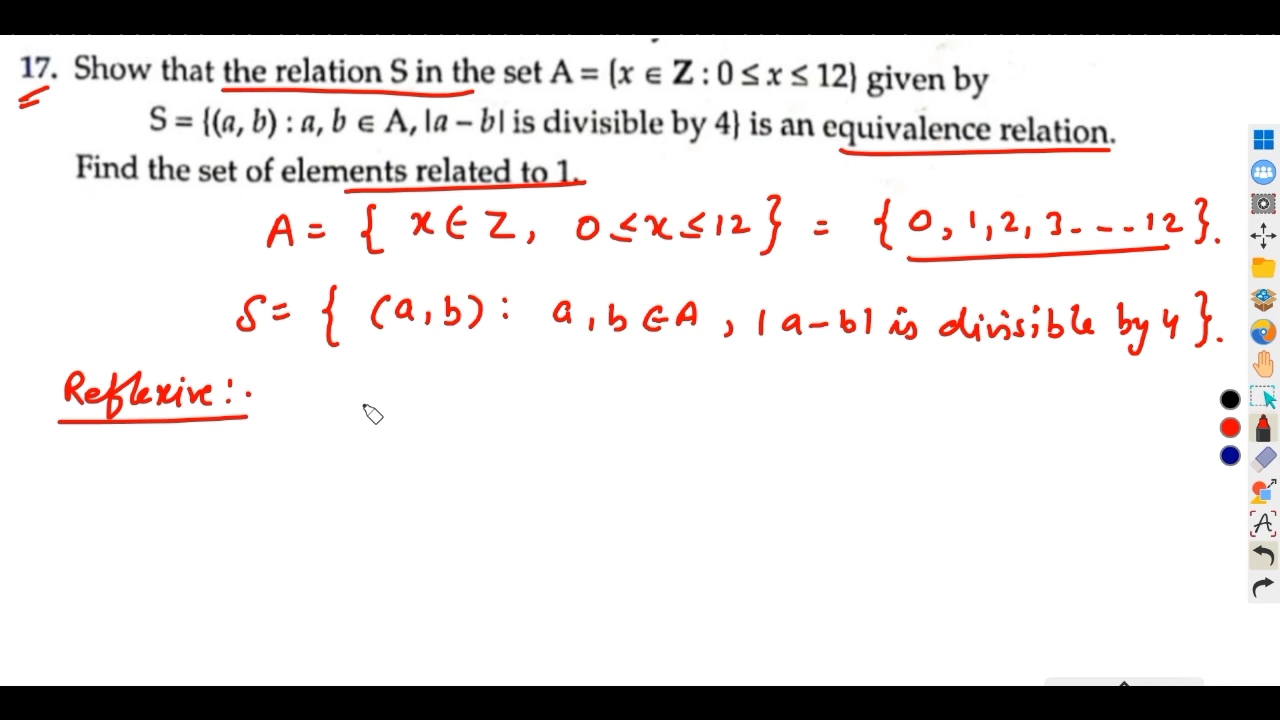 17. Show that the relation S in the set A = {x ∈ Z : 0 ≤ x ≤ 12} given by
S = {(a, b) : a, b ∈ A, |a – b| is divisible by 4} is an equivalence relation.
Find the set of elements related to 1.
A = { x ∈ Z, 0 ≤ x ≤ 12 } = { 0, 1, 2, 3 - - - 12 }.
S = { (a, b) : a, b ∈ A, | a - b | is divisible by 4 }.
Reflexive :.